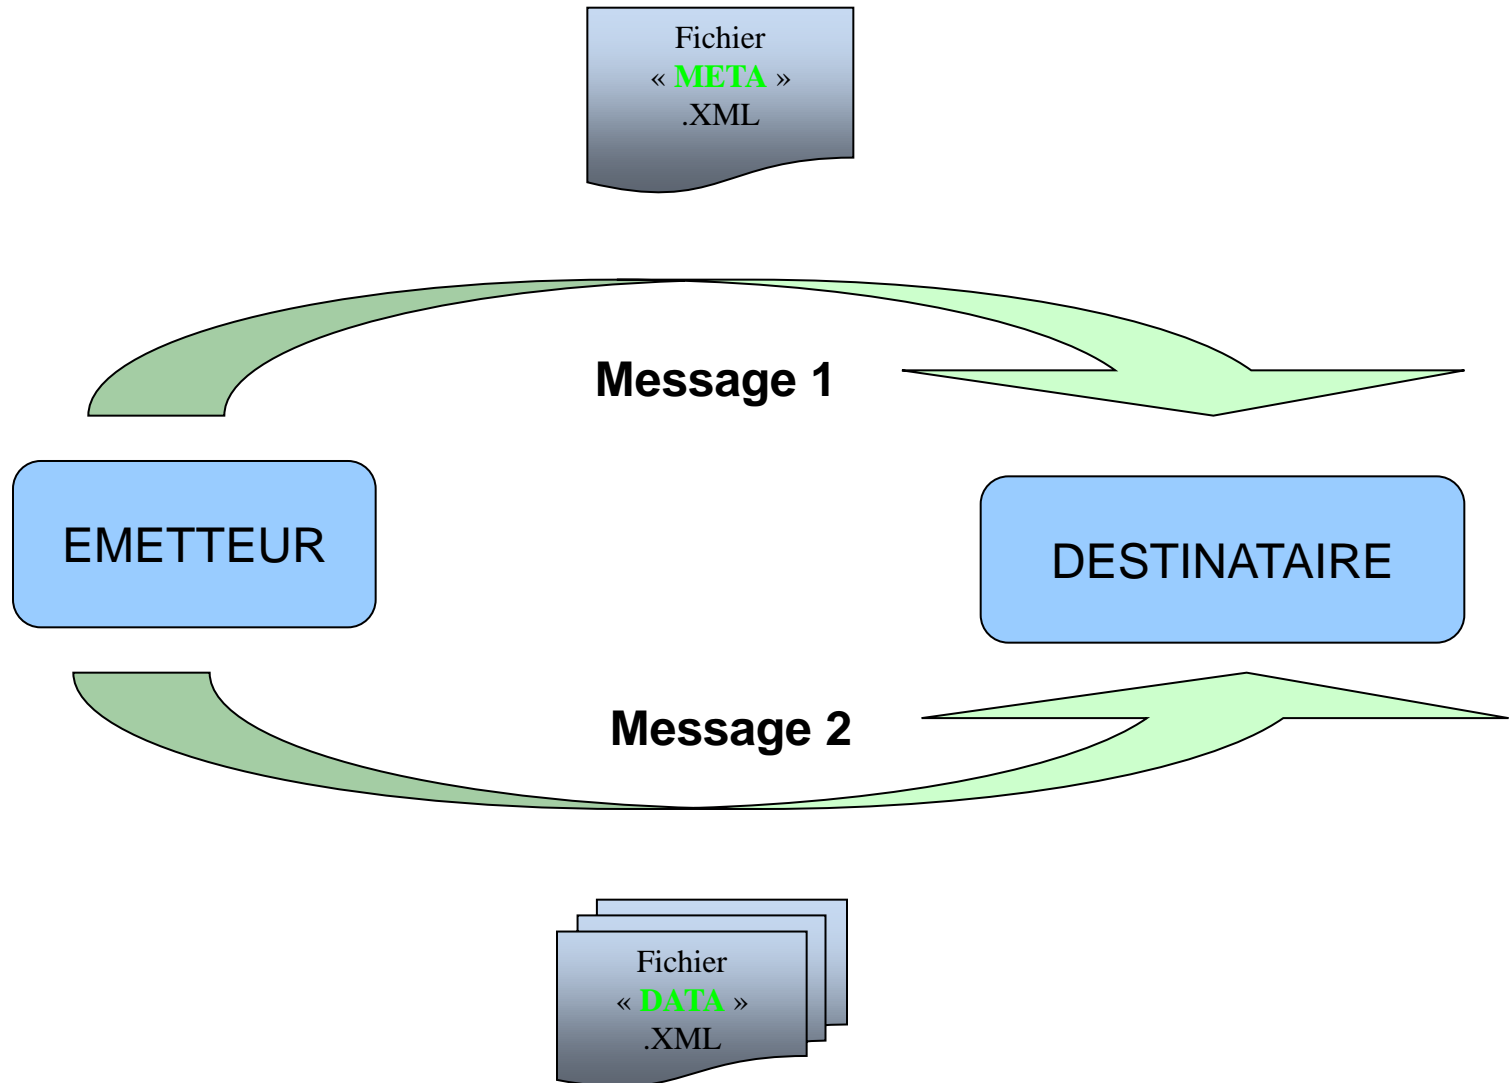 Fichier
« META »
.XML
Message 1
EMETTEUR
DESTINATAIRE
Message 2
Fichier
« DATA »
.XML